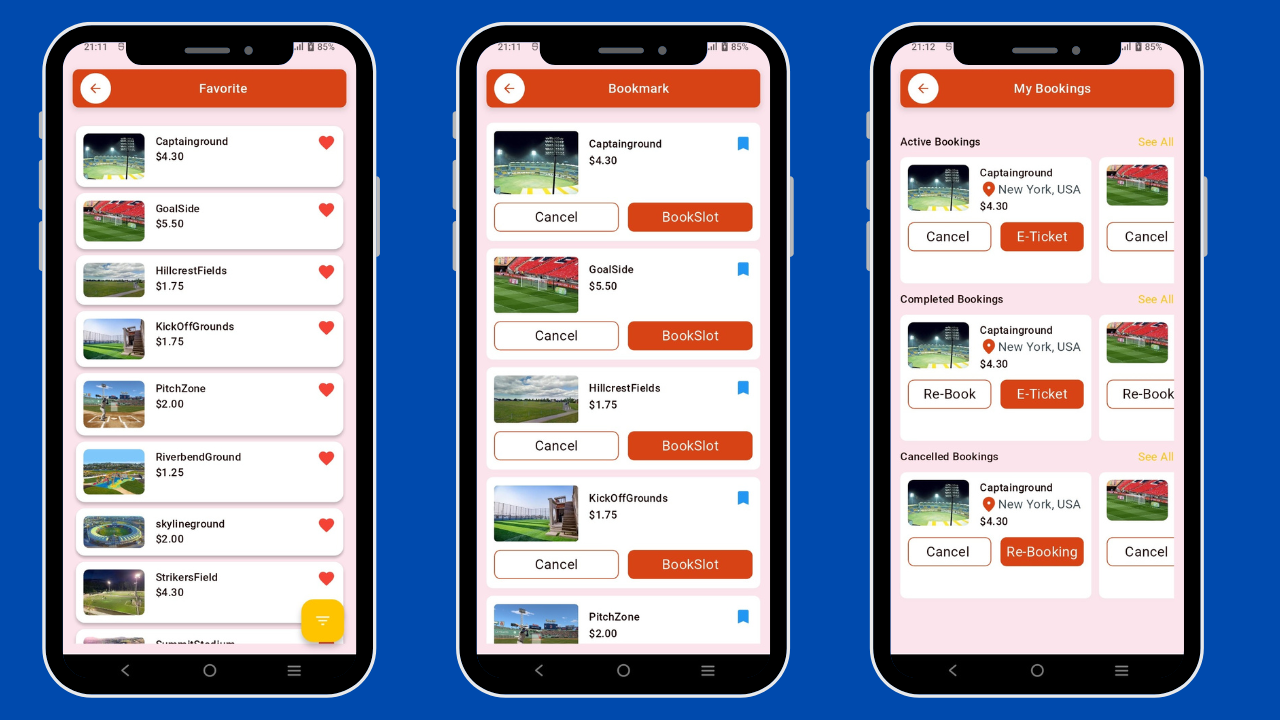 21:11
85%
Favorite
Captainground
$4.30
GoalSide
$5.50
HillcrestFields
$1.75
KickOffGrounds
$1.75
PitchZone
$2.00
RiverbendGround
$1.25
skylineground
$2.00
StrikersField
$4.30
SummitStadium
21:11
85%
Bookmark
Captainground
$4.30
Cancel
BookSlot
GoalSide
$5.50
Cancel
BookSlot
HillcrestFields
$1.75
Cancel
BookSlot
KickOffGrounds
$1.75
Cancel
BookSlot
PitchZone
$2.00
21:12
85%
My Bookings
Active Bookings
See All
Captainground
New York, USA
$4.30
Cancel
E-Ticket
Cancel
Completed Bookings
See All
Captainground
New York, USA
$4.30
Re-Book
E-Ticket
Re-Book
Cancelled Bookings
See All
Captainground
New York, USA
$4.30
Cancel
Re-Booking
Cancel